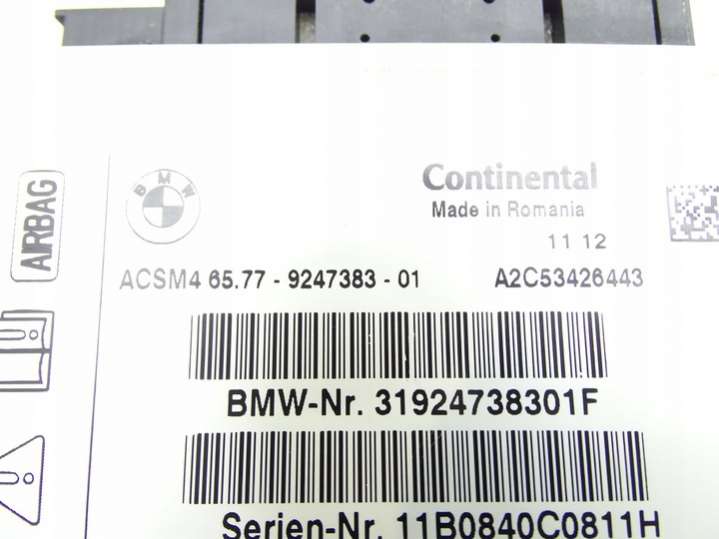 BMW
Continental
Made in Romania
11 12
AIRBAG
ACSM4 65.77 - 9247383 - 01
A2C53426443
BMW-Nr. 31924738301F
Serien-Nr. 11B0840C0811H